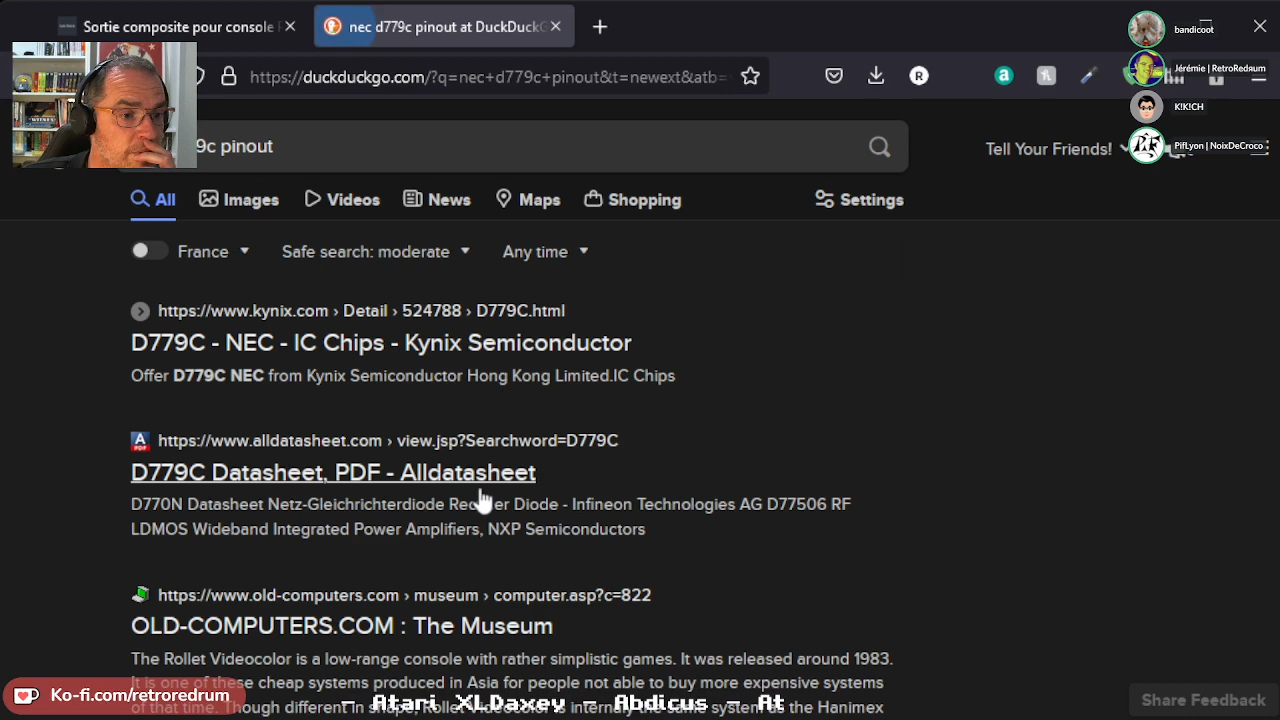 Sortie composite pour console
nec d779c pinout at DuckDuckG
bandicoot
https://duckduckgo.com/?q=nec+d779c+pinout&t=newext&atb=
R
a
Jérémie | RetroRedaum
K!K!CH
9c pinout
Tell Your Friends!
PifLyon | NoixDeCroco
All
Images
Videos
News
Maps
Shopping
Settings
France
Safe search: moderate
Any time
https://www.kynix.com › Detail › 524788 › D779C.html
D779C - NEC - IC Chips - Kynix Semiconductor
Offer D779C NEC from Kynix Semiconductor Hong Kong Limited.IC Chips
https://www.alldatasheet.com › view.jsp?Searchword=D779C
D779C Datasheet, PDF - Alldatasheet
D770N Datasheet Netz-Gleichrichterdiode Diode - Infineon Technologies AG D77506 RF
LDMOS Wideband Integrated Power Amplifiers, NXP Semiconductors
https://www.old-computers.com › museum › computer.asp?c=822
OLD-COMPUTERS.COM : The Museum
The Rollet Videocolor is a low-range console with rather simplistic games. It was released around 1983.
It is one of these cheap systems produced in Asia for people not able to buy more expensive systems
of that time. Though different in shape, Rollet Videocolor is internally the same system as the Hanimex
Ko-fi.com/retroredrum
- Atari XLDaxey - Abdicus - At
Share Feedback